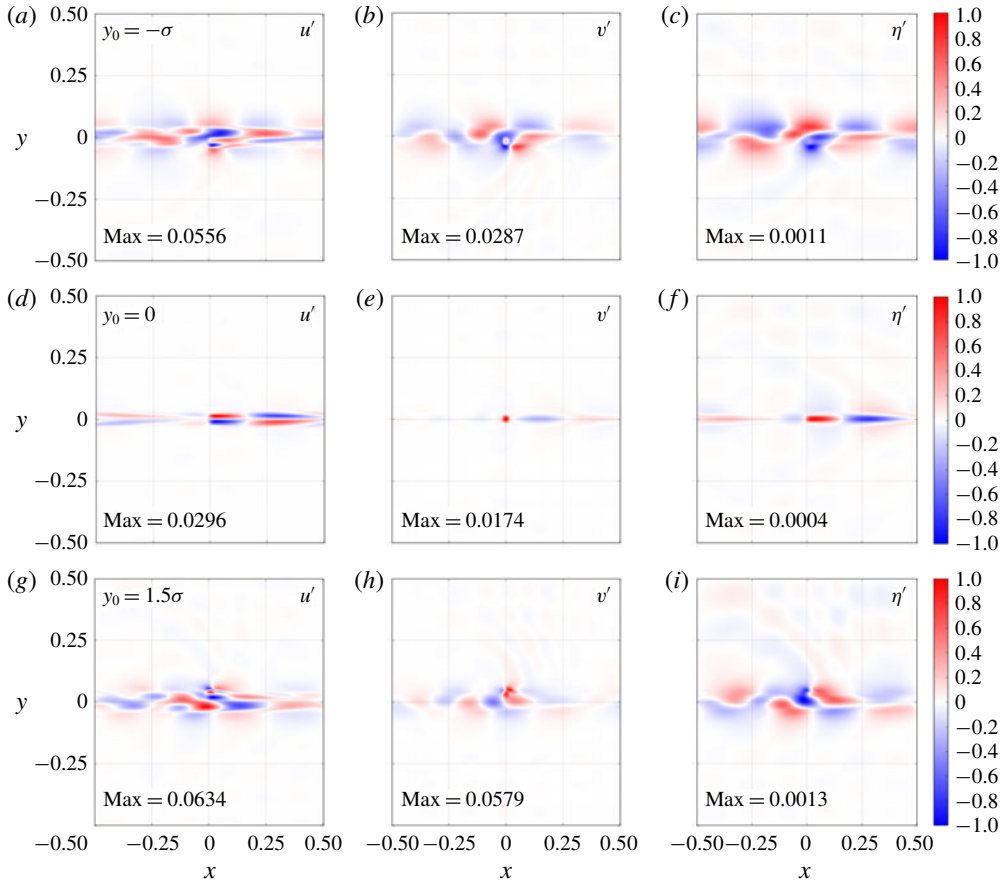 (a) (b) (c)
y₀ = −σ u′ v′ η′
0.50 0.25 0 −0.25 −0.50
y
Max = 0.0556 Max = 0.0287 Max = 0.0011
1.0 0.8 0.6 0.4 0.2 0 −0.2 −0.4 −0.6 −0.8 −1.0
(d) (e) (f)
y₀ = 0 u′ v′ η′
0.50 0.25 0 −0.25 −0.50
y
Max = 0.0296 Max = 0.0174 Max = 0.0004
1.0 0.8 0.6 0.4 0.2 0 −0.2 −0.4 −0.6 −0.8 −1.0
(g) (h) (i)
y₀ = 1.5σ u′ v′ η′
0.50 0.25 0 −0.25 −0.50
y
Max = 0.0634 Max = 0.0579 Max = 0.0013
1.0 0.8 0.6 0.4 0.2 0 −0.2 −0.4 −0.6 −0.8 −1.0
−0.25 0 0.25 0.50 −0.50 −0.25 0 0.25 0.50 −0.50 −0.25 0 0.25 0.50
x x x